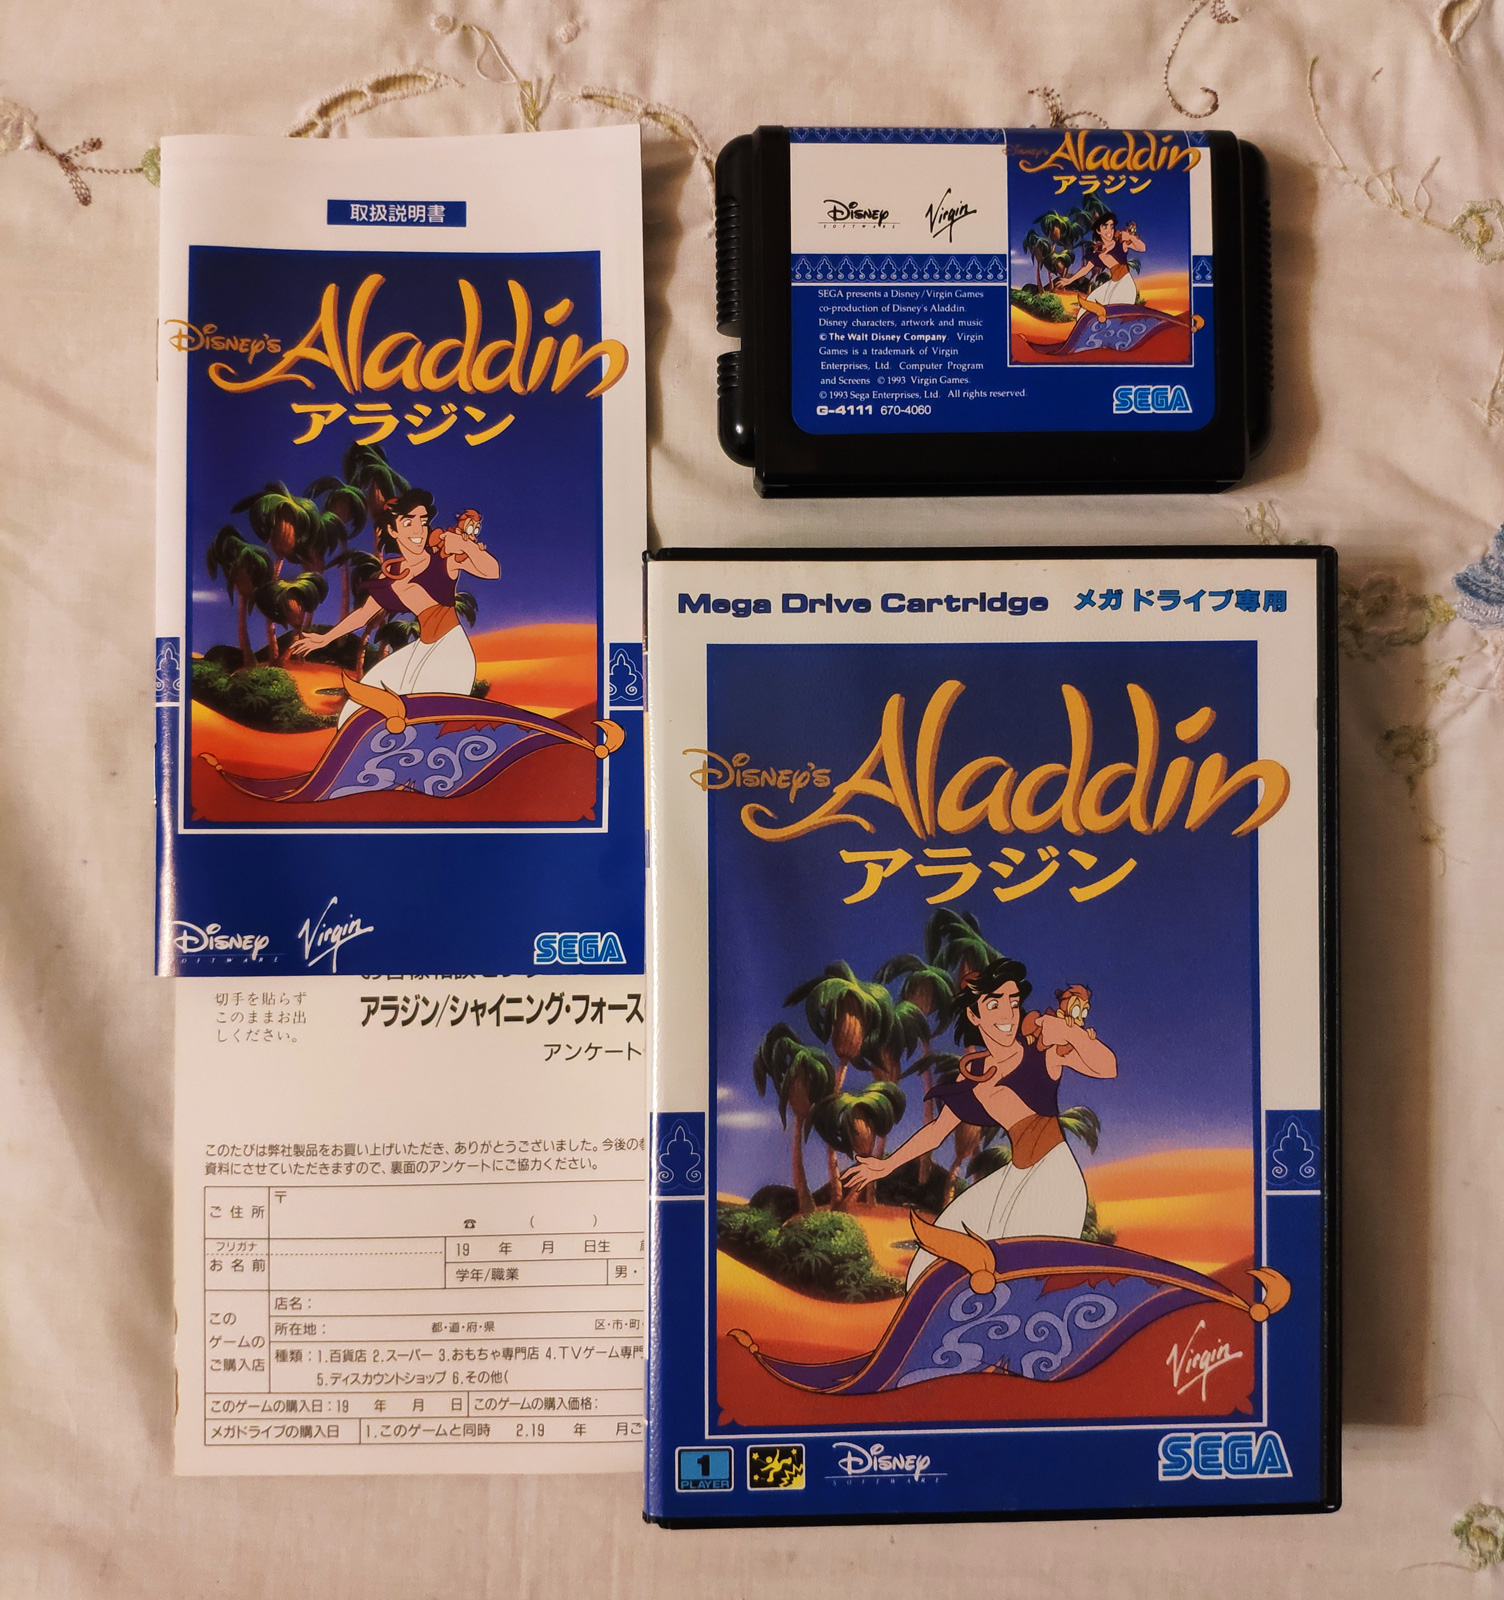 取扱説明書
DISNEY'S Aladdin
アラジン
DISNEY Virgin SEGA
SOFTWARE
切手を貼らず
このままお出
しください。
アラジン/シャイニング・フォース
アンケート
このたびは弊社製品をお買い上げいただき、ありがとうございました。今後の
資料にさせていただきますので、裏面のアンケートにご協力ください。
ご住所 〒
☎ ( )
フリガナ
お名前
19 年 月 日生
学年/職業 男・
この
ゲームの
ご購入店
店名:
所在地: 都・道・府・県 区・市・町
種類:1.百貨店 2.スーパー 3.おもちゃ専門店 4.TVゲーム専門
5.ディスカウントショップ 6.その他(
このゲームの購入日:19 年 月 日 このゲームの購入価格:
メガドライブの購入日 1.このゲームと同時 2.19 年 月ご
DISNEY'S Aladdin
アラジン
DISNEY Virgin
SOFTWARE
SEGA presents a Disney/Virgin Games
co-production of Disney's Aladdin.
Disney characters, artwork and music
© The Walt Disney Company. Virgin
Games is a trademark of Virgin
Enterprises, Ltd. Computer Program
and Screens © 1993 Virgin Games.
© 1993 Sega Enterprises, Ltd. All rights reserved.
G-4111 670-4060
SEGA
Mega Drive Cartridge メガドライブ専用
DISNEY'S Aladdin
アラジン
Virgin
1
PLAYER
DISNEY
SOFTWARE
SEGA